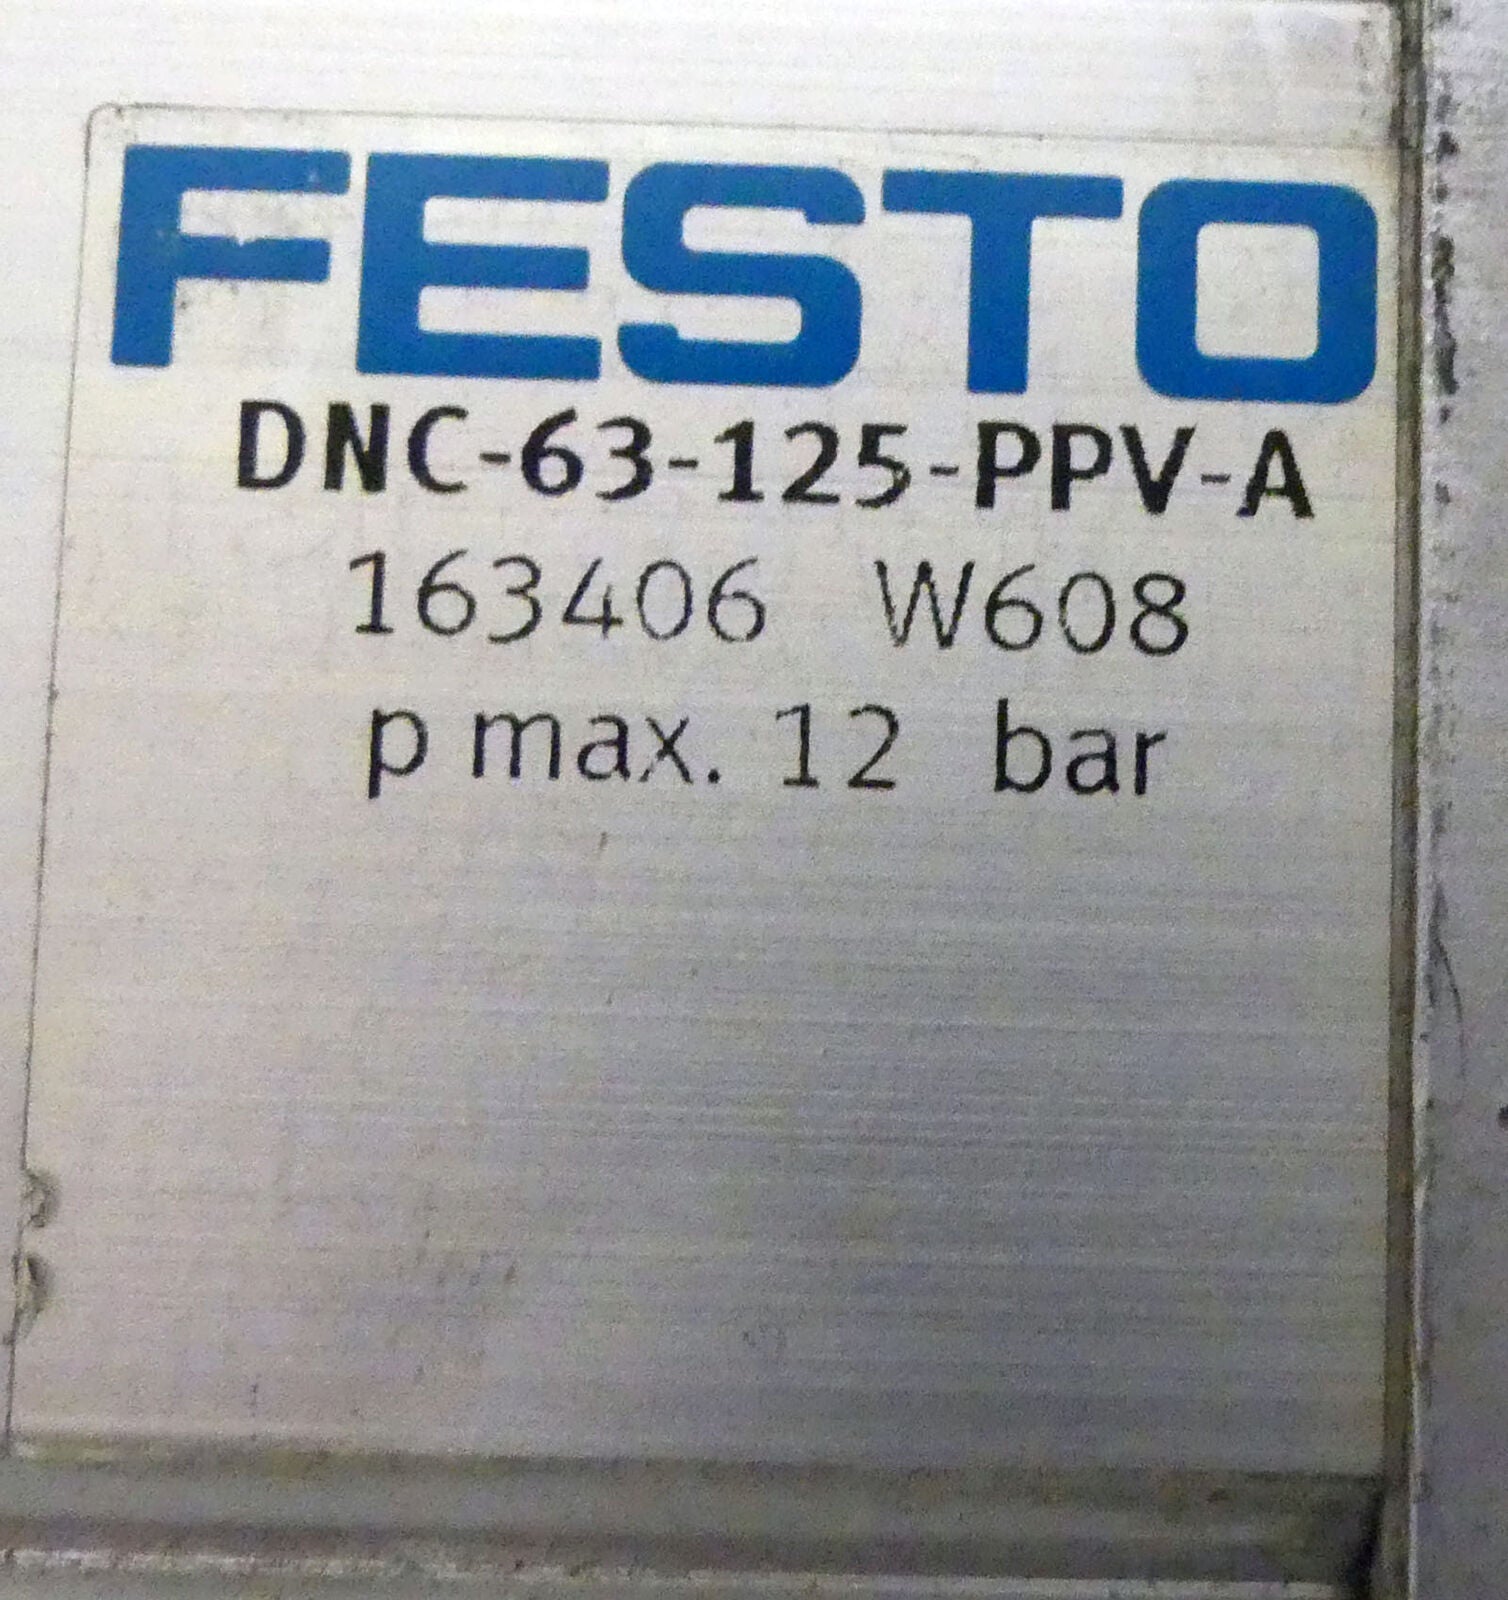 FESTO
DNC-63-125-PPV-A
163406 W608
p max. 12 bar